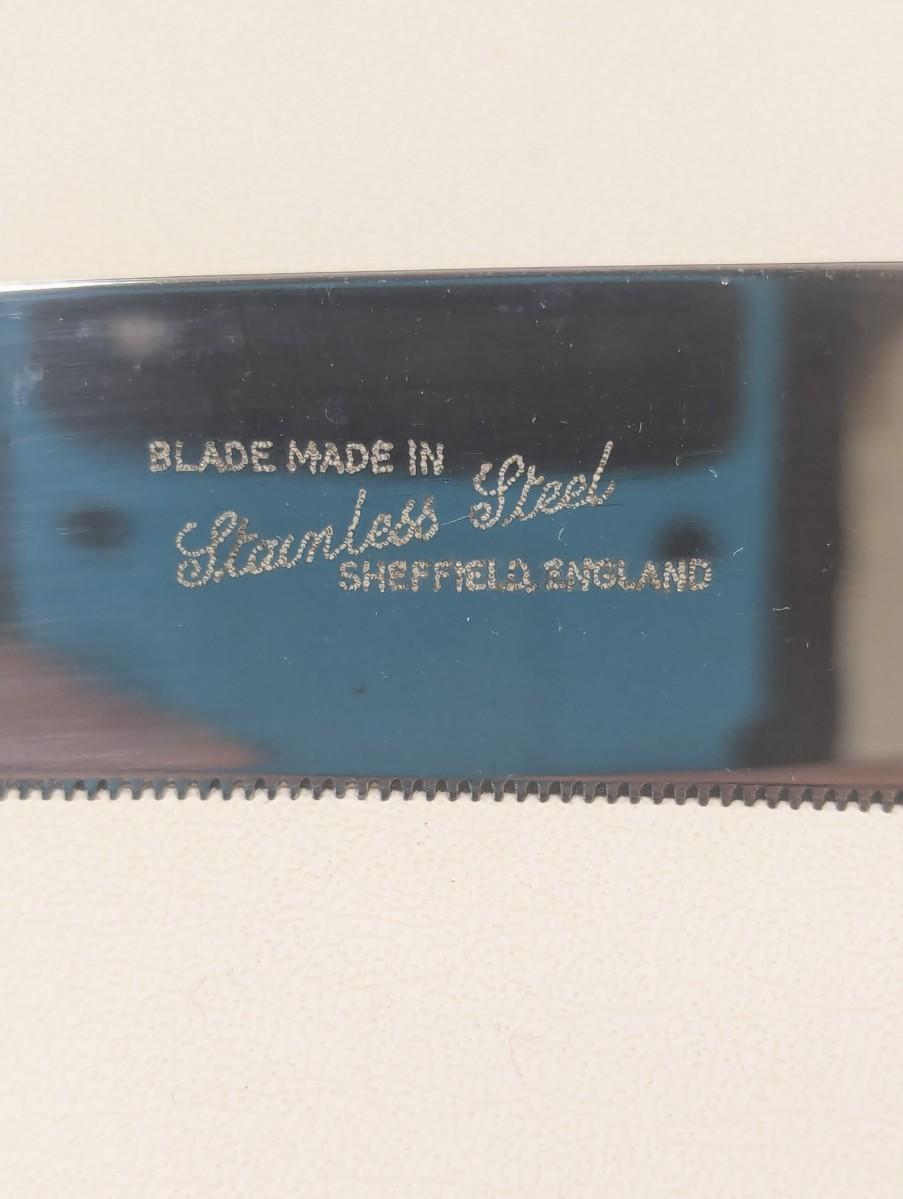 BLADE MADE IN
Stainless Steel
SHEFFIELD, ENGLAND